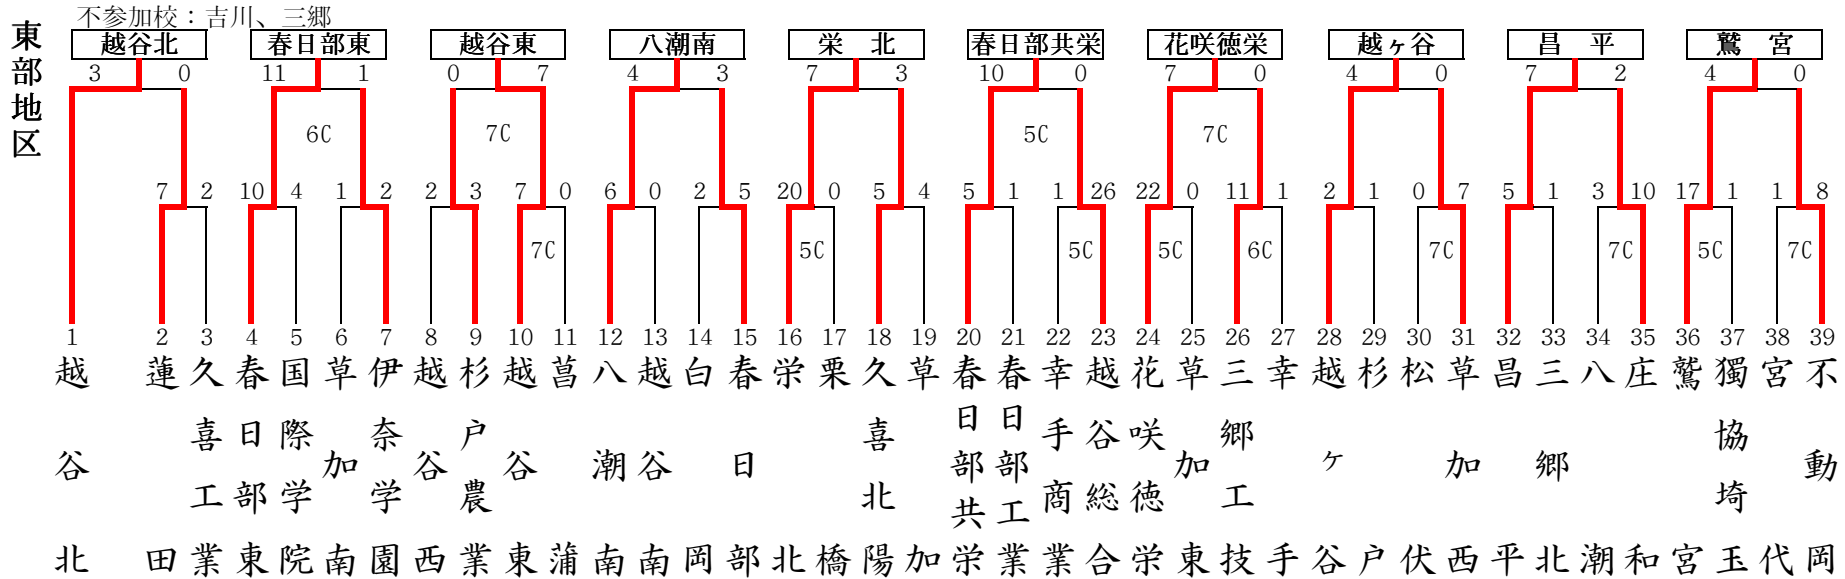 不参加校：吉川、三郷
東部地区
越谷北 春日部東 越谷東 八潮南 栄　北 春日部共栄 花咲徳栄 越ヶ谷 昌　平 鷲　宮
3 0 11 1 0 7 4 3 7 3 10 0 7 0 4 0 7 2 4 0
6C 7C 5C 7C
7 2 10 4 1 2 2 3 7 0 6 0 2 5 20 0 5 4 5 1 1 26 22 0 11 1 2 1 0 7 5 1 3 10 17 1 1 8
7C 5C 5C 5C 6C 7C 7C 5C 7C
1 2 3 4 5 6 7 8 9 10 11 12 13 14 15 16 17 18 19 20 21 22 23 24 25 26 27 28 29 30 31 32 33 34 35 36 37 38 39
越谷北
蓮田
久喜工業
春日部東
国際学院
草加南
伊奈学園
越谷西
杉戸農業
越谷東
菖蒲
八潮南
越谷南
白岡
春日部
栄北
栗橋
久喜北陽
草加
春日部共栄
春日部工業
幸手商業
越谷総合
花咲徳栄
草加東
三郷工技
幸手
越ヶ谷
杉戸
松伏
草加西
昌平
三郷北
八潮
庄和
鷲宮
獨協埼玉
宮代
不動岡